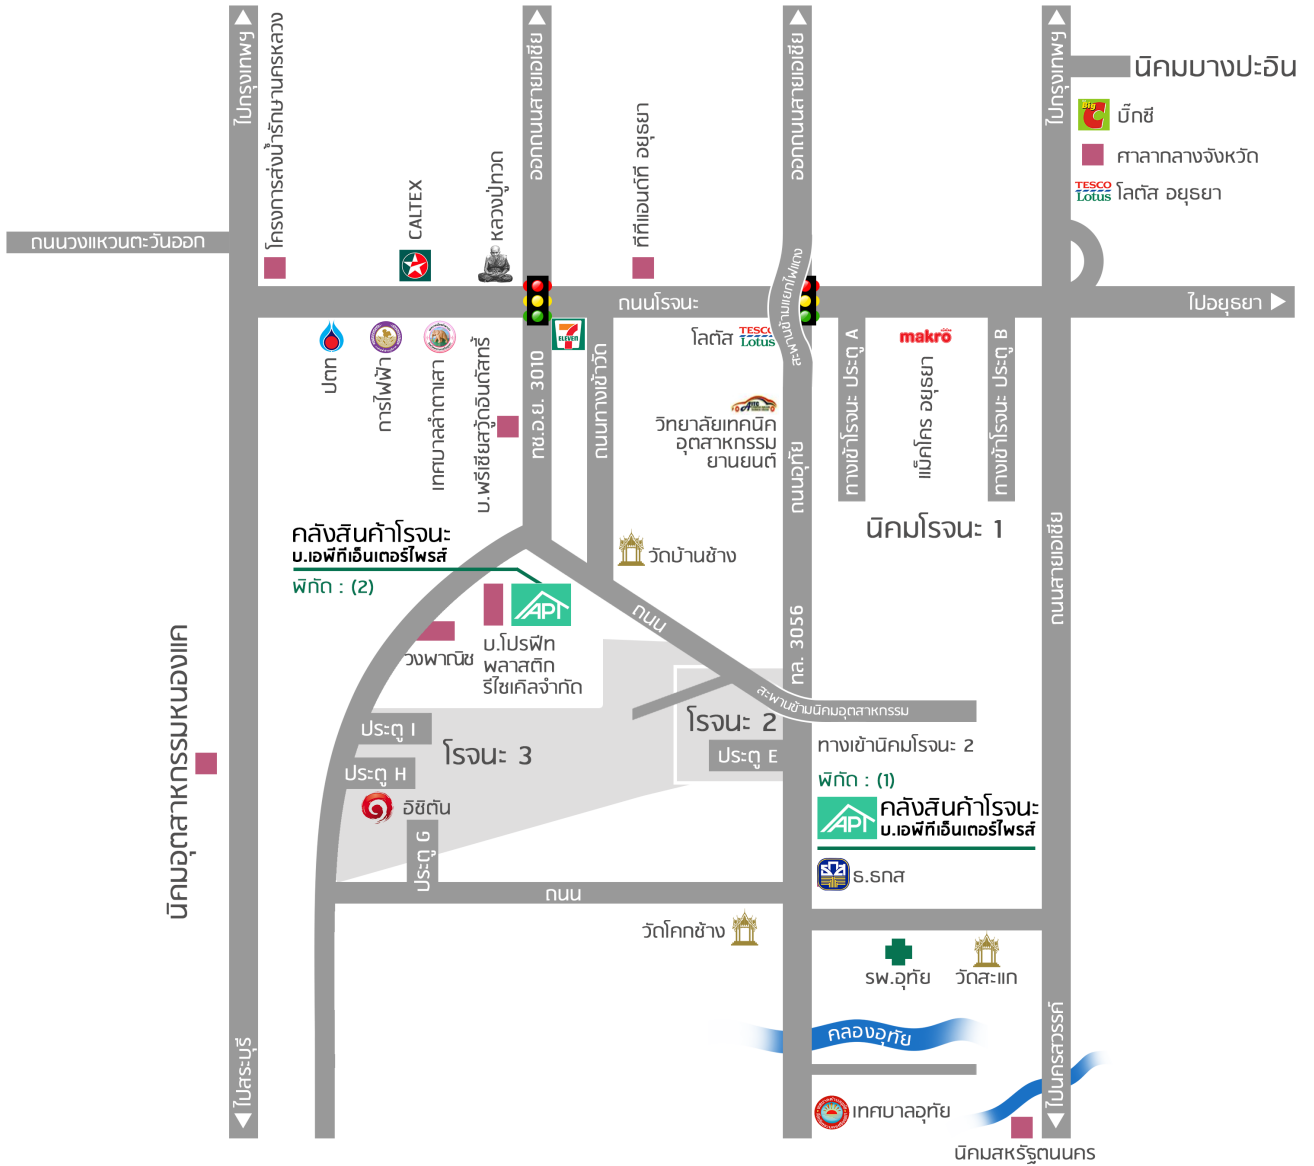 ไปกรุงเทพฯ
โครงการส่งน้ำรักษานครหลวง
ออกถนนสายเอเชีย
ออกถนนสายเอเชีย
ไปกรุงเทพฯ
นิคมบางปะอิน
Big C
บิ๊กซี
ศาลากลางจังหวัด
TESCO
Lotus
โลตัส อยุธยา
CALTEX
หลวงปู่ทวด
ทีทีแอนด์ที อยุธยา
ถนนวงแหวนตะวันออก
ถนนโรจนะ
สะพานข้ามแยกไฟแดง
ไปอยุธยา
ปตท
การไฟฟ้า
เทศบาลลำตาเสา
บ.พรีเซียสวู้ดอินดัสทรี้
ทช.อ.ย. 3010
7 ELEVEN
ถนนทางเข้าวัด
โลตัส
TESCO
Lotus
ทางเข้าโรจนะ ประตู A
makro
แม็คโคร อยุธยา
ทางเข้าโรจนะ ประตู B
AUTO
วิทยาลัยเทคนิค
อุตสาหกรรม
ยานยนต์
ถนนอุทัย
นิคมโรจนะ 1
ถนนสายเอเชีย
คลังสินค้าโรจนะ
บ.เอพีทีเอ็นเตอร์ไพรส์
พิกัด : (2)
วัดบ้านช้าง
APT
ถนน
ทล. 3056
วงพาณิช
บ.โปรฟิท
พลาสติก
รีไซเคิลจำกัด
นิคมอุตสาหกรรมหนองแค
สะพานข้ามนิคมอุตสาหกรรม
ประตู I
โรจนะ 3
โรจนะ 2
ประตู E
ทางเข้านิคมโรจนะ 2
ประตู H
พิกัด : (1)
อิชิตัน
APT
คลังสินค้าโรจนะ
บ.เอพีทีเอ็นเตอร์ไพรส์
ประตู G
ธ.ธกส
ถนน
วัดโคกช้าง
รพ.อุทัย
วัดสะแก
คลองอุทัย
ไปสระบุรี
ไปนครสวรรค์
เทศบาลอุทัย
นิคมสหรัฐตนนคร